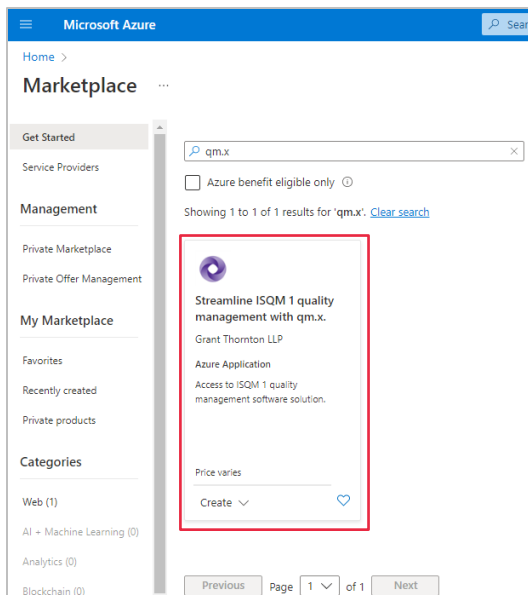 Microsoft Azure
Sear
Home >
Marketplace ...
Get Started
Service Providers
Management
Private Marketplace
Private Offer Management
My Marketplace
Favorites
Recently created
Private products
Categories
Web (1)
AI + Machine Learning (0)
Analytics (0)
Blockchain (0)
qm.x
Azure benefit eligible only
Showing 1 to 1 of 1 results for 'qm.x'. Clear search
Streamline ISQM 1 quality
management with qm.x.
Grant Thornton LLP
Azure Application
Access to ISQM 1 quality
management software solution.
Price varies
Create
Previous Page 1 of 1 Next